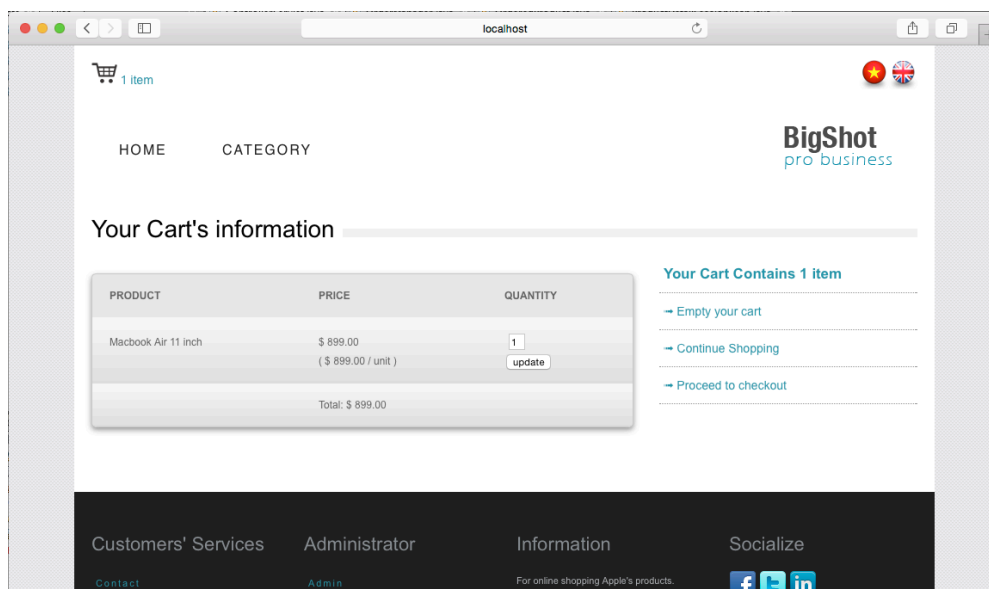 localhost
1 item
HOME CATEGORY
BigShot
pro business
Your Cart's information
PRODUCT PRICE QUANTITY
Macbook Air 11 inch $ 899.00 1
( $ 899.00 / unit ) update
Total: $ 899.00
Your Cart Contains 1 item
Empty your cart
Continue Shopping
Proceed to checkout
Customers' Services Administrator Information Socialize
Contact Admin For online shopping Apple's products.